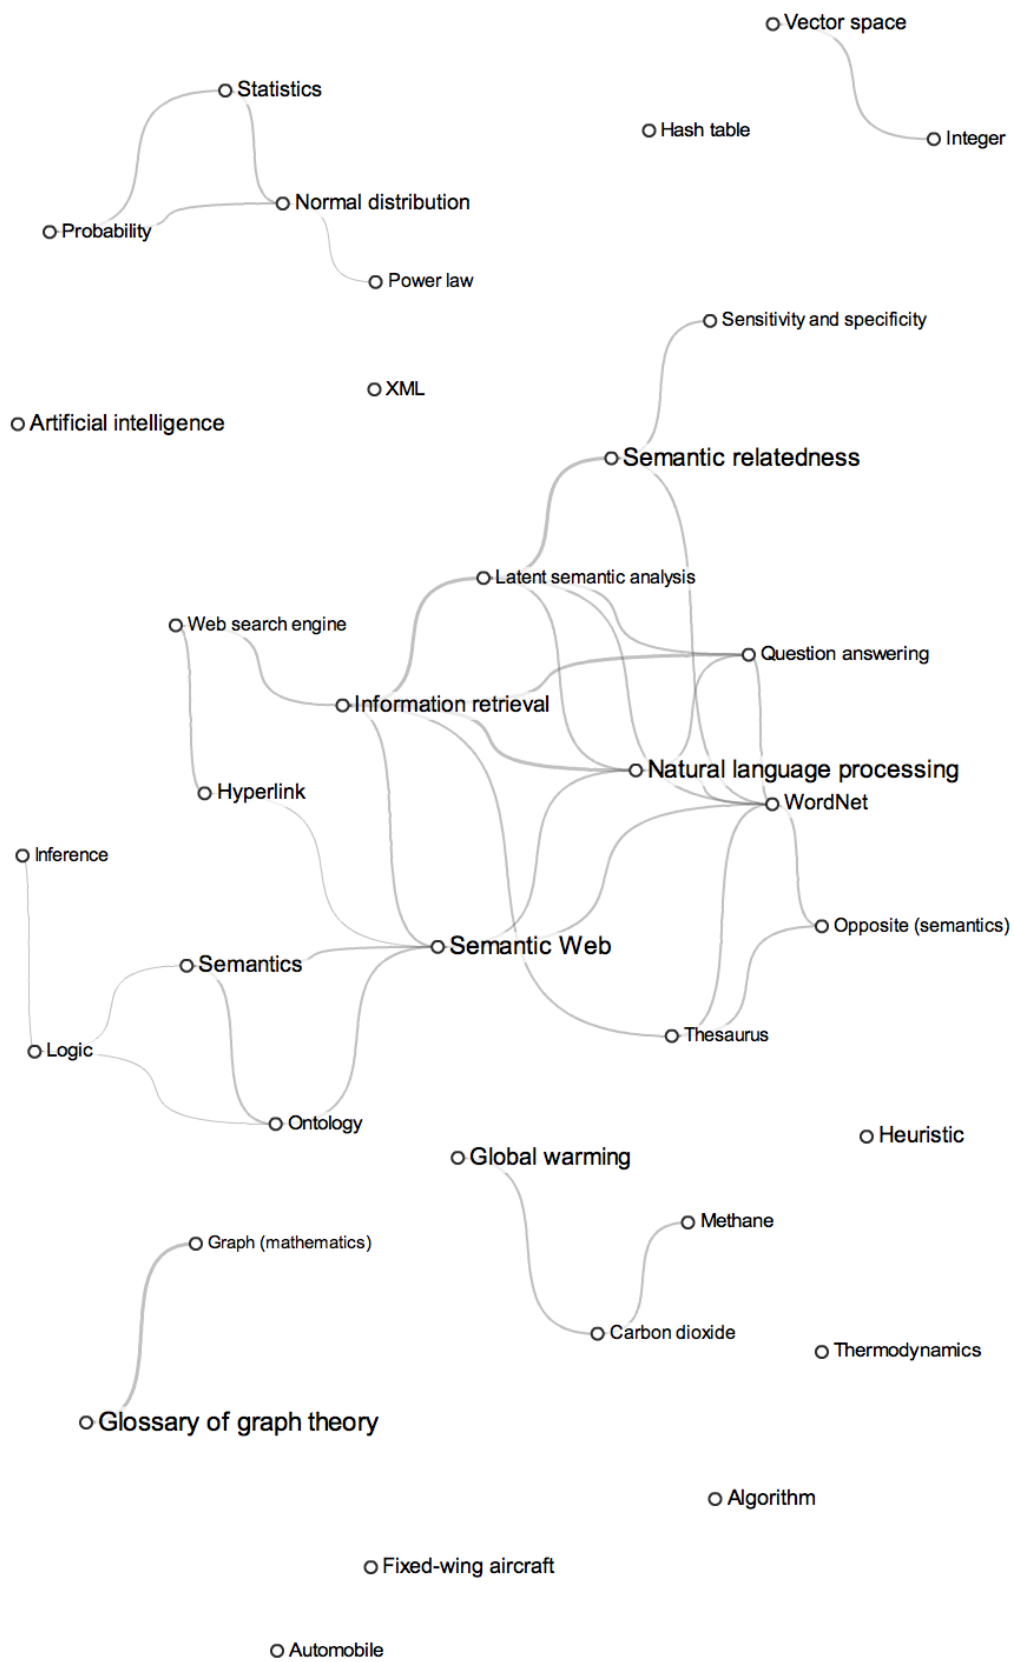 Vector space
Statistics
Hash table
Integer
Normal distribution
Probability
Power law
Sensitivity and specificity
XML
Artificial intelligence
Semantic relatedness
Latent semantic analysis
Web search engine
Question answering
Information retrieval
Natural language processing
Hyperlink
WordNet
Inference
Opposite (semantics)
Semantic Web
Semantics
Thesaurus
Logic
Ontology
Heuristic
Global warming
Methane
Graph (mathematics)
Carbon dioxide
Thermodynamics
Glossary of graph theory
Algorithm
Fixed-wing aircraft
Automobile